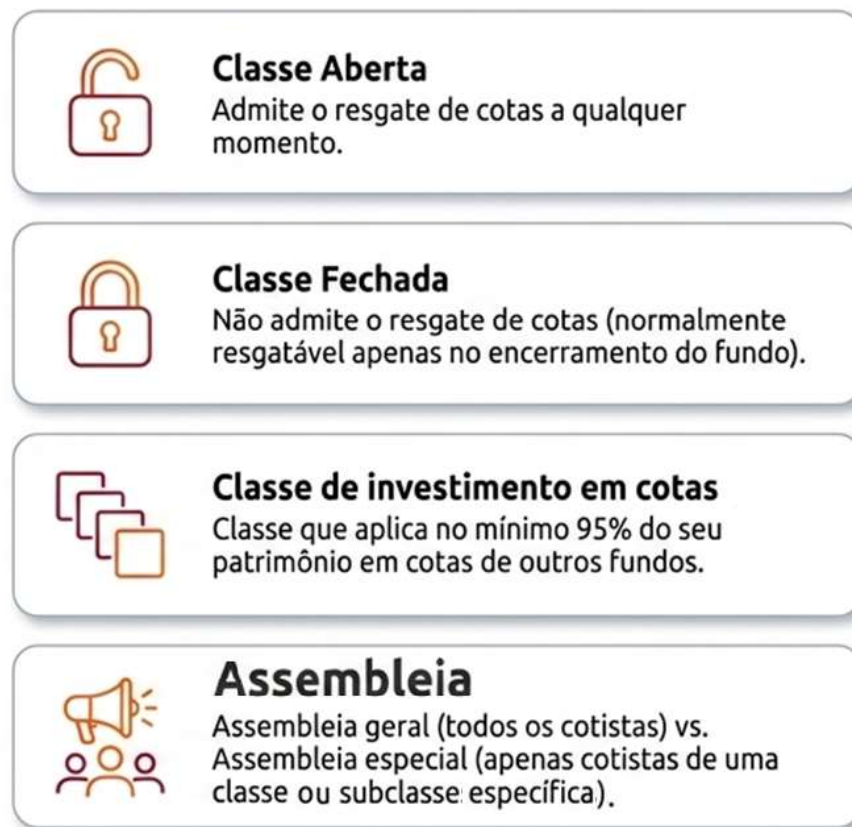 Classe Aberta
Admite o resgate de cotas a qualquer
momento.
Classe Fechada
Não admite o resgate de cotas (normalmente
resgatável apenas no encerramento do fundo).
Classe de investimento em cotas
Classe que aplica no mínimo 95% do seu
patrimônio em cotas de outros fundos.
Assembleia
Assembleia geral (todos os cotistas) vs.
Assembleia especial (apenas cotistas de uma
classe ou subclasse específica).